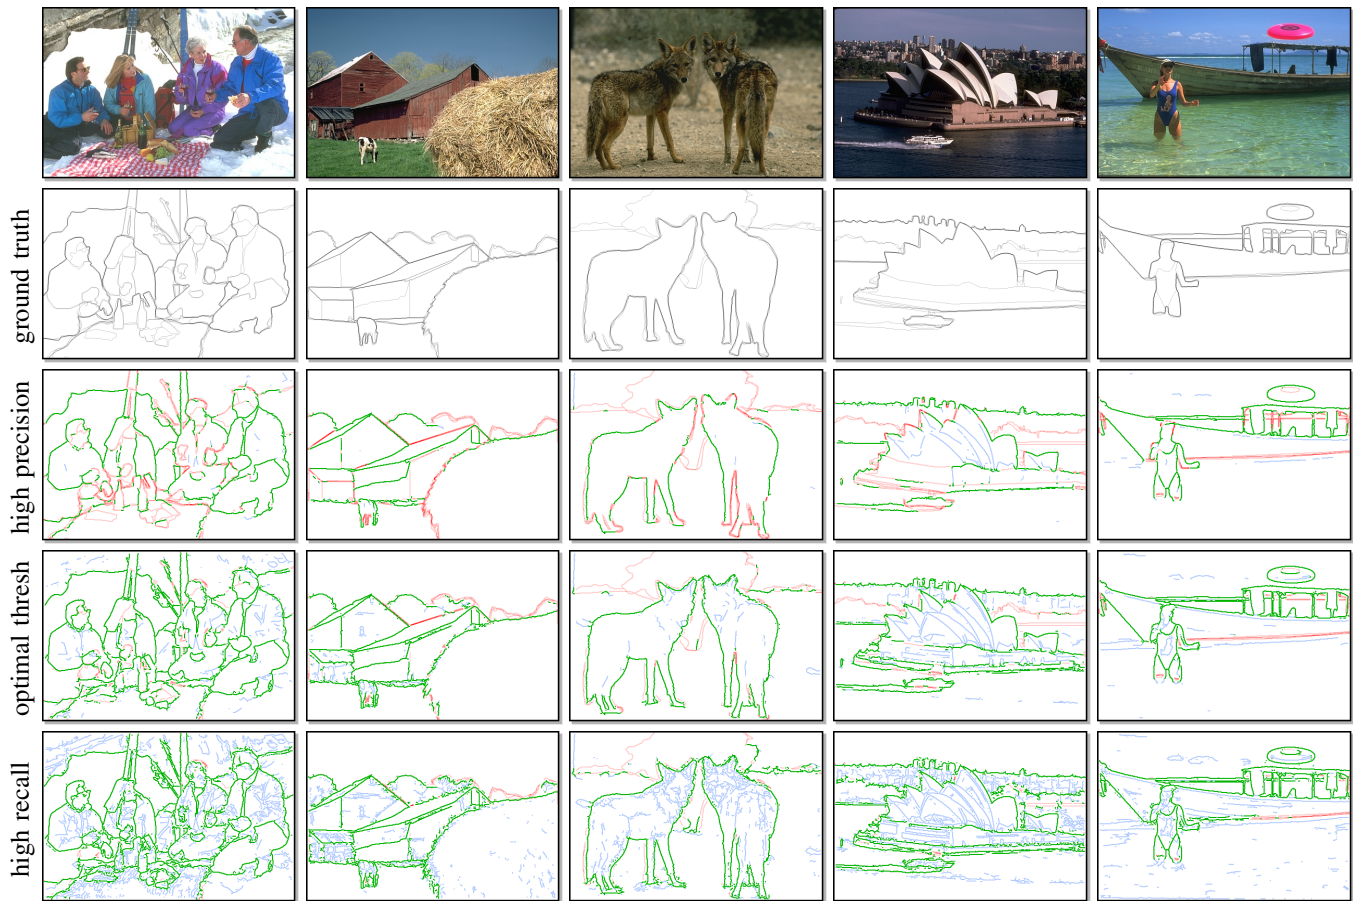 ground truth
high precision
optimal thresh
high recall